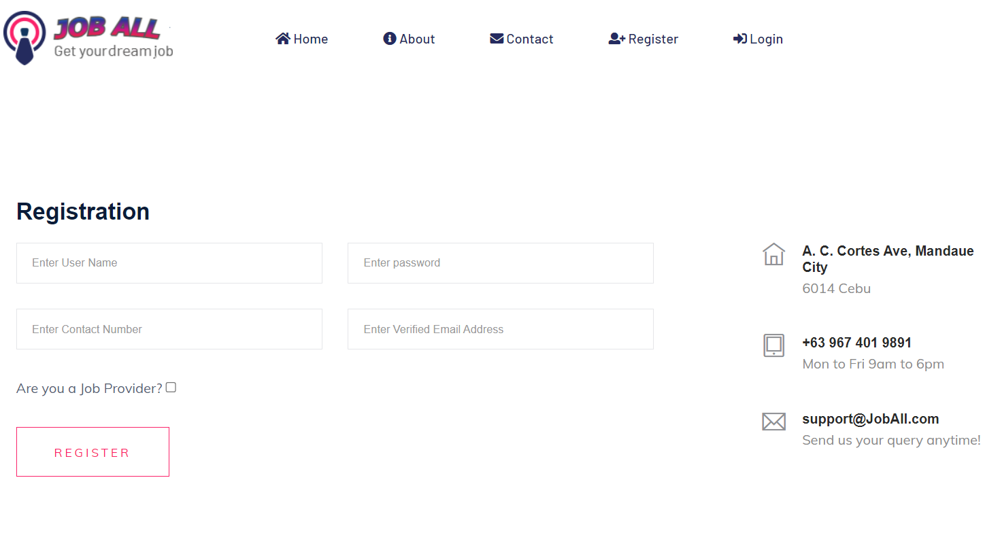 JOB ALL
Get your dream job
Home
About
Contact
Register
Login
Registration
Enter User Name
Enter password
Enter Contact Number
Enter Verified Email Address
Are you a Job Provider?
REGISTER
A. C. Cortes Ave, Mandaue
City
6014 Cebu
+63 967 401 9891
Mon to Fri 9am to 6pm
support@JobAll.com
Send us your query anytime!